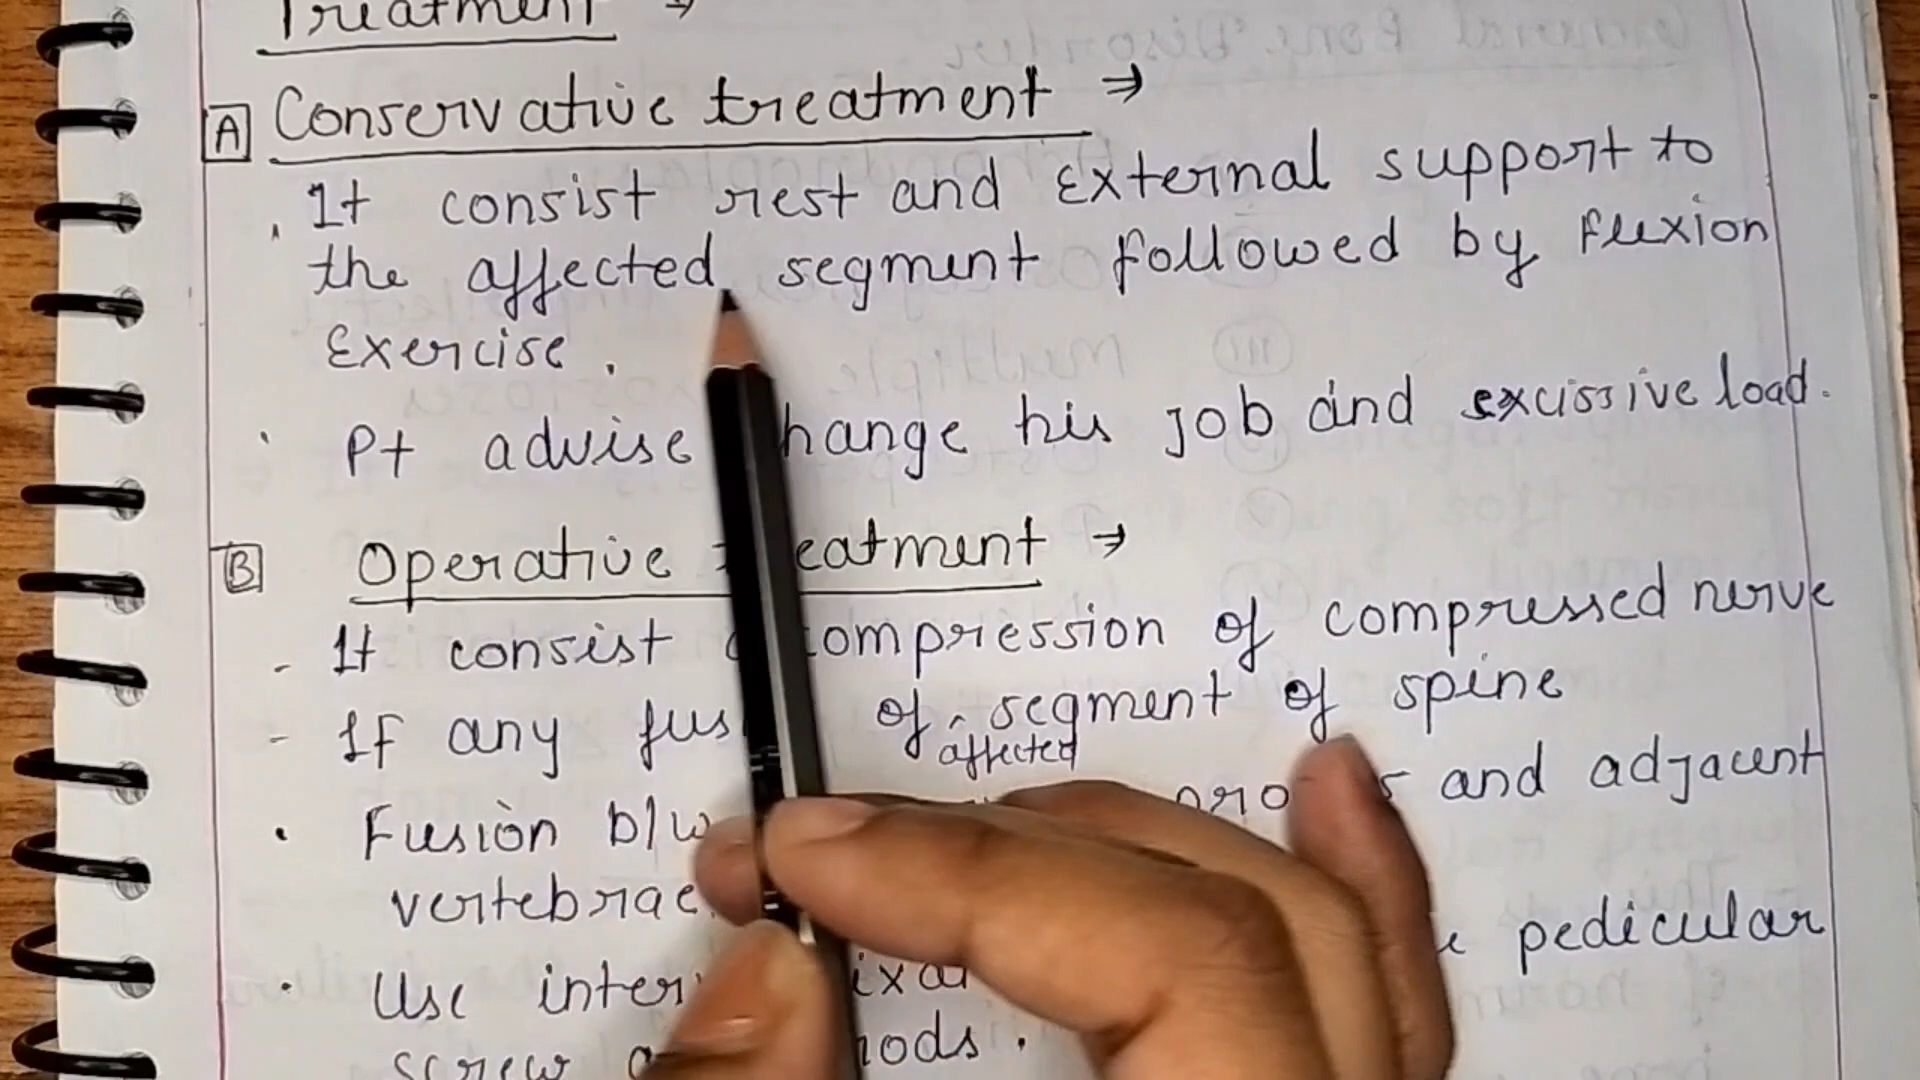 Treatment →
A Conservative treatment →
. It consist rest and External support to
the affected segment followed by Flexion
Exercise .
. Pt advise hange his job and excissive load.
B Operative eatment →
- It consist compression of compressed nerve
- If any fus of ^ segment of spine
affected
. Fusion b/w and adjacent
vertebrae.
. Use inter ixa pedicular
screw